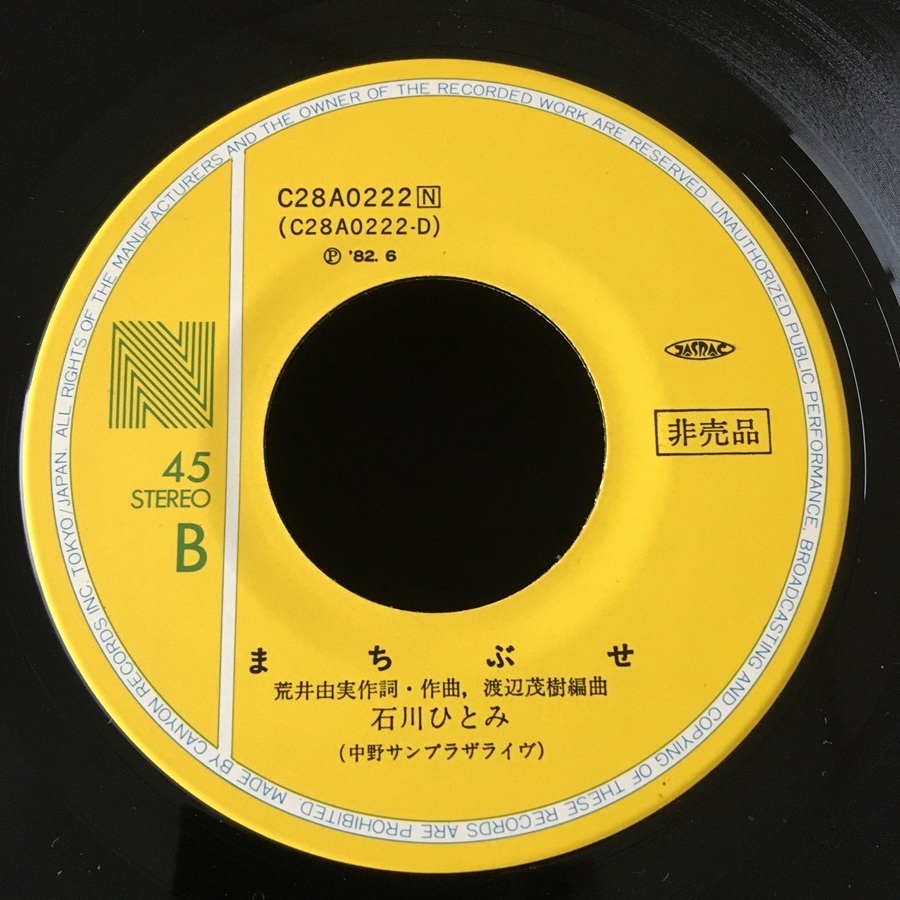 C28A0222 N
(C28A0222-D)
Ⓟ '82. 6
JASRAC
非売品
N
45
STEREO
B
まちぶせ
荒井由実作詞・作曲，渡辺茂樹編曲
石川ひとみ
(中野サンプラザライヴ)
MADE BY CANYON RECORDS INC. TOKYO/JAPAN. ALL RIGHTS OF THE MANUFACTURERS AND THE OWNER OF THE RECORDED WORK ARE RESERVED. UNAUTHORIZED PUBLIC PERFORMANCE. BROADCASTING AND COPYING OF THESE RECORDS ARE PROHIBITED.